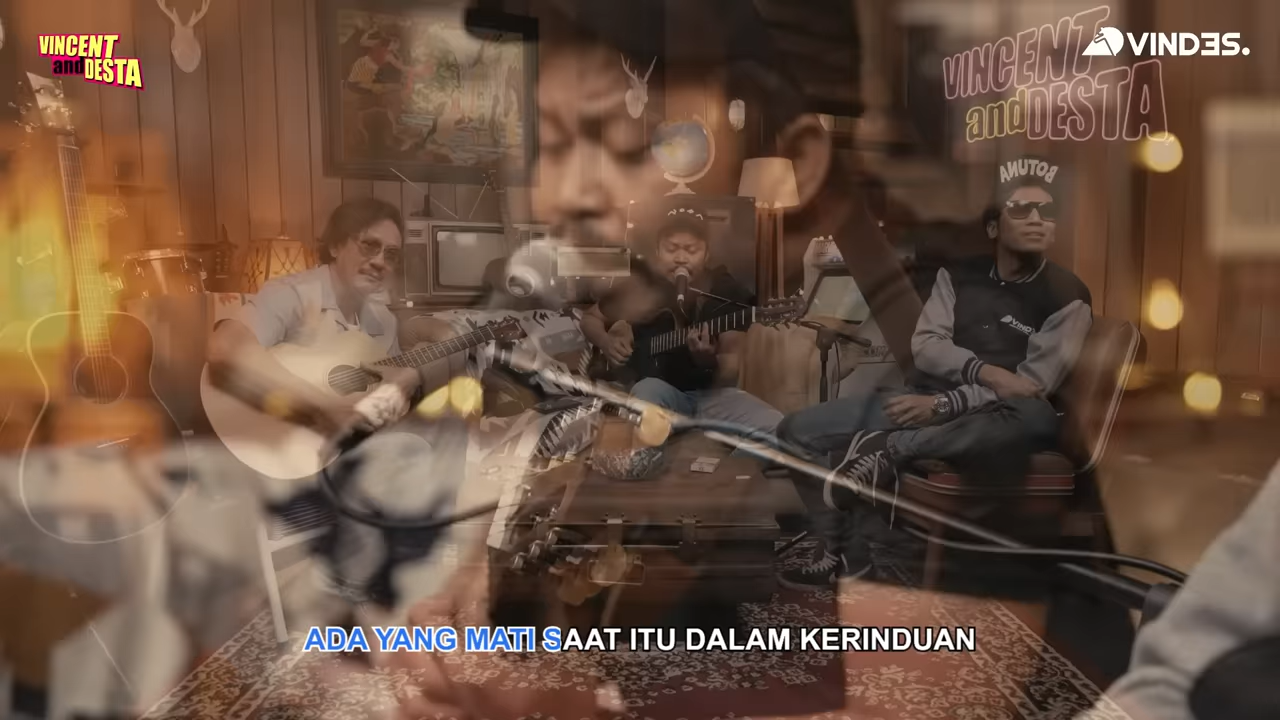 VINCENT
and DESTA
VINDES.
VINCENT
and DESTA
BOTUNA
VINDES
ADA YANG MATI SAAT ITU DALAM KERINDUAN